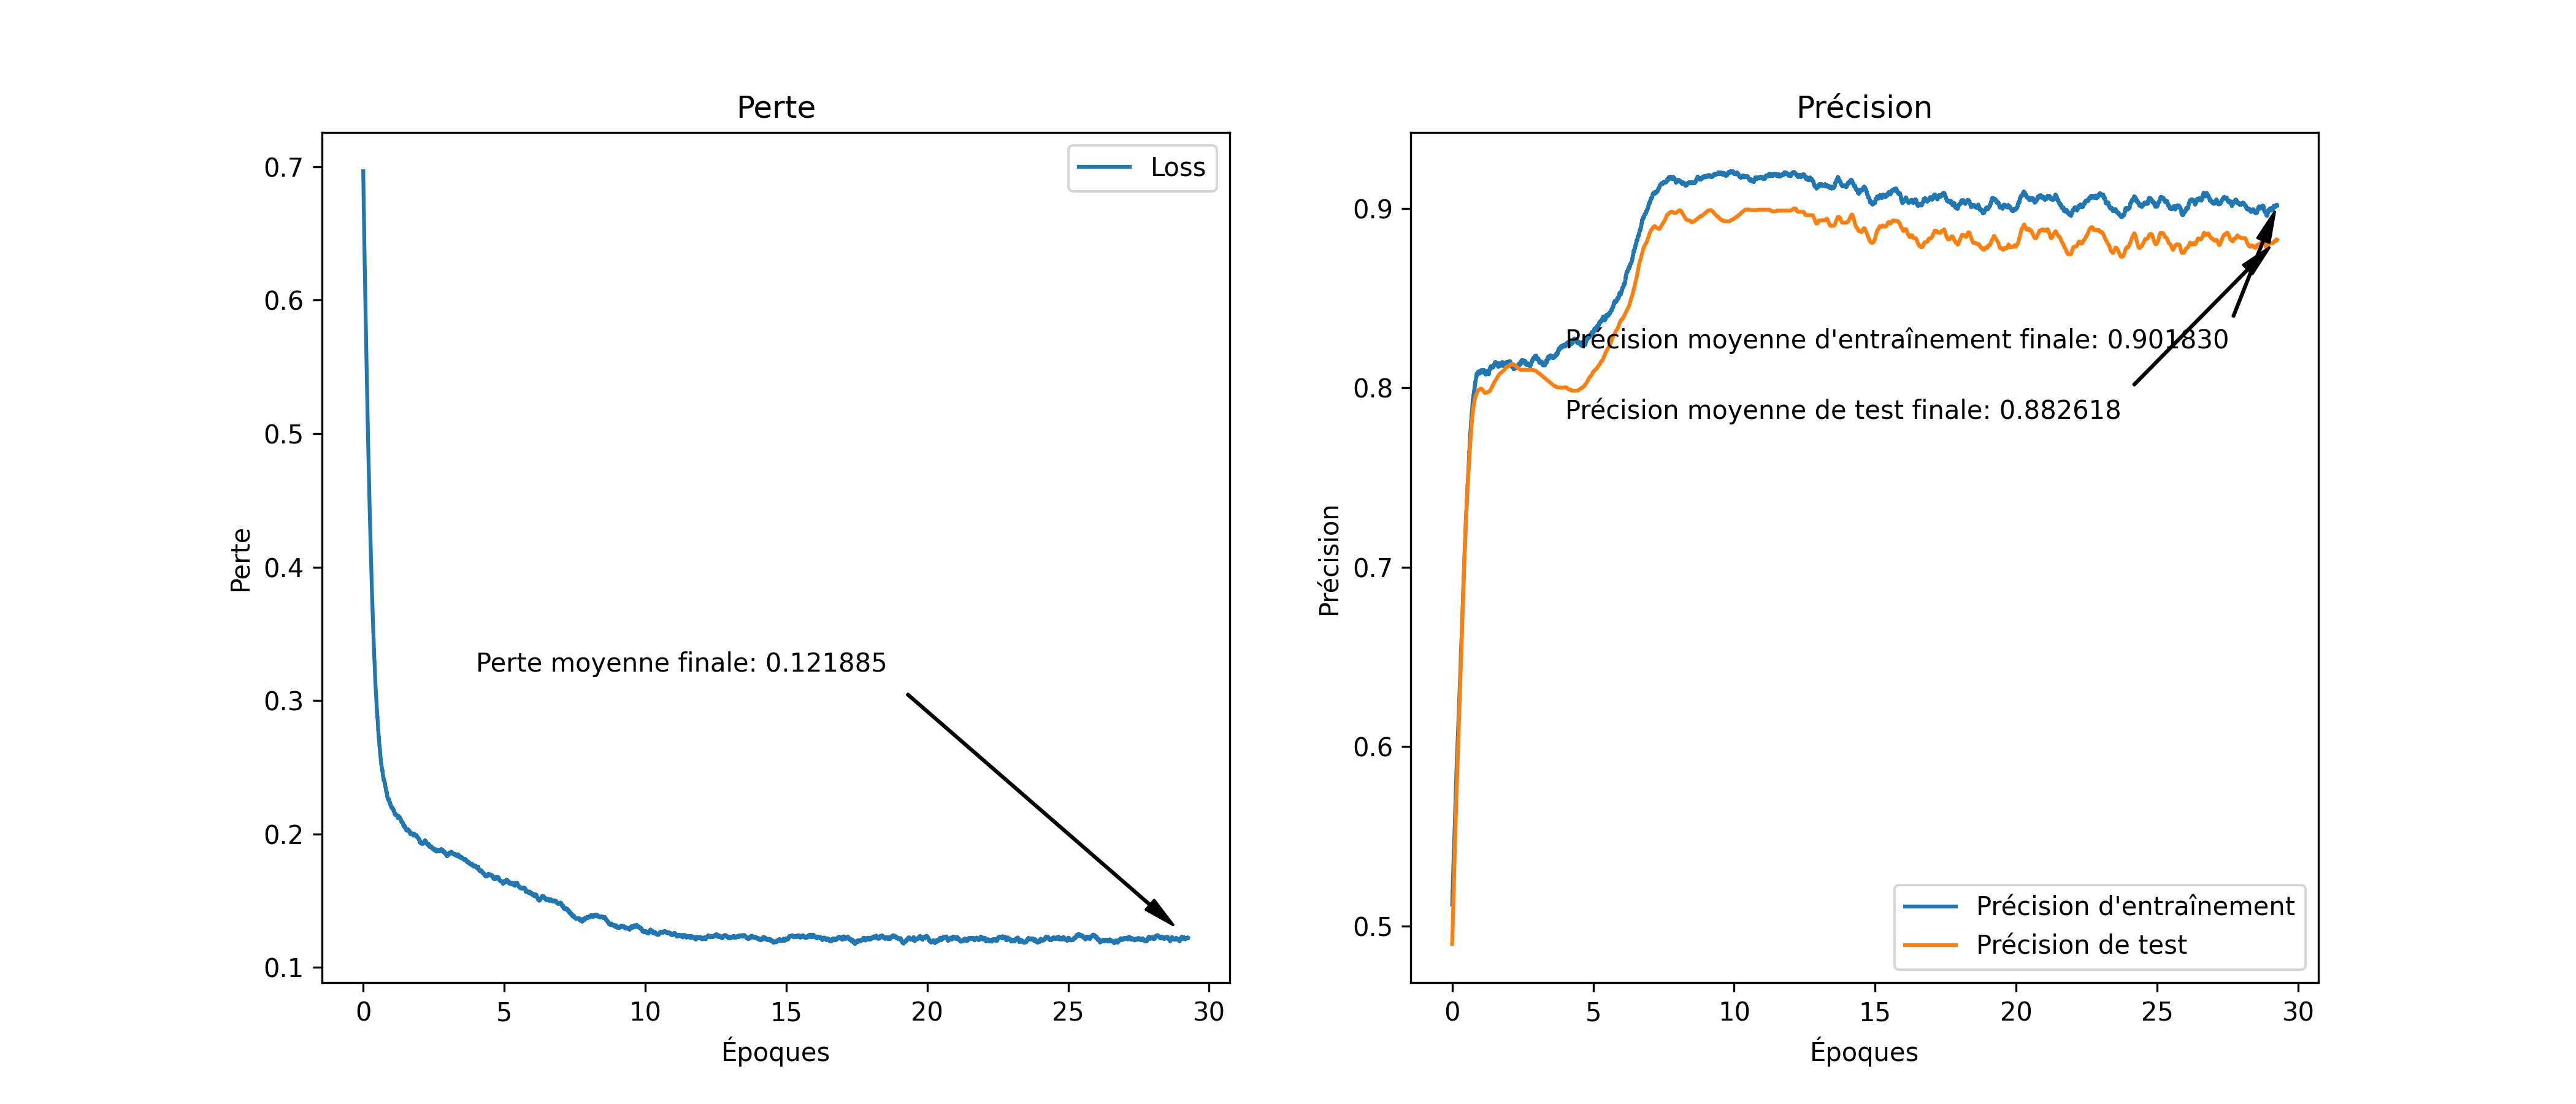 Perte
Loss
0.7
0.6
0.5
0.4
0.3
0.2
0.1
Perte
Perte moyenne finale: 0.121885
0 5 10 15 20 25 30
Époques
Précision
0.9
0.8
0.7
0.6
0.5
Précision
Précision moyenne d'entraînement finale: 0.901830
Précision moyenne de test finale: 0.882618
Précision d'entraînement
Précision de test
0 5 10 15 20 25 30
Époques